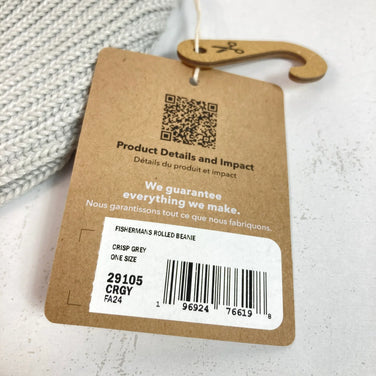 Product Details and Impact
Détails du produit et impact
We guarantee
everything we make.
Nous garantissons tout ce que nous fabriquons.
FISHERMANS ROLLED BEANIE
CRISP GREY
ONE SIZE
29105
CRGY
FA24
1 96924 76619 8